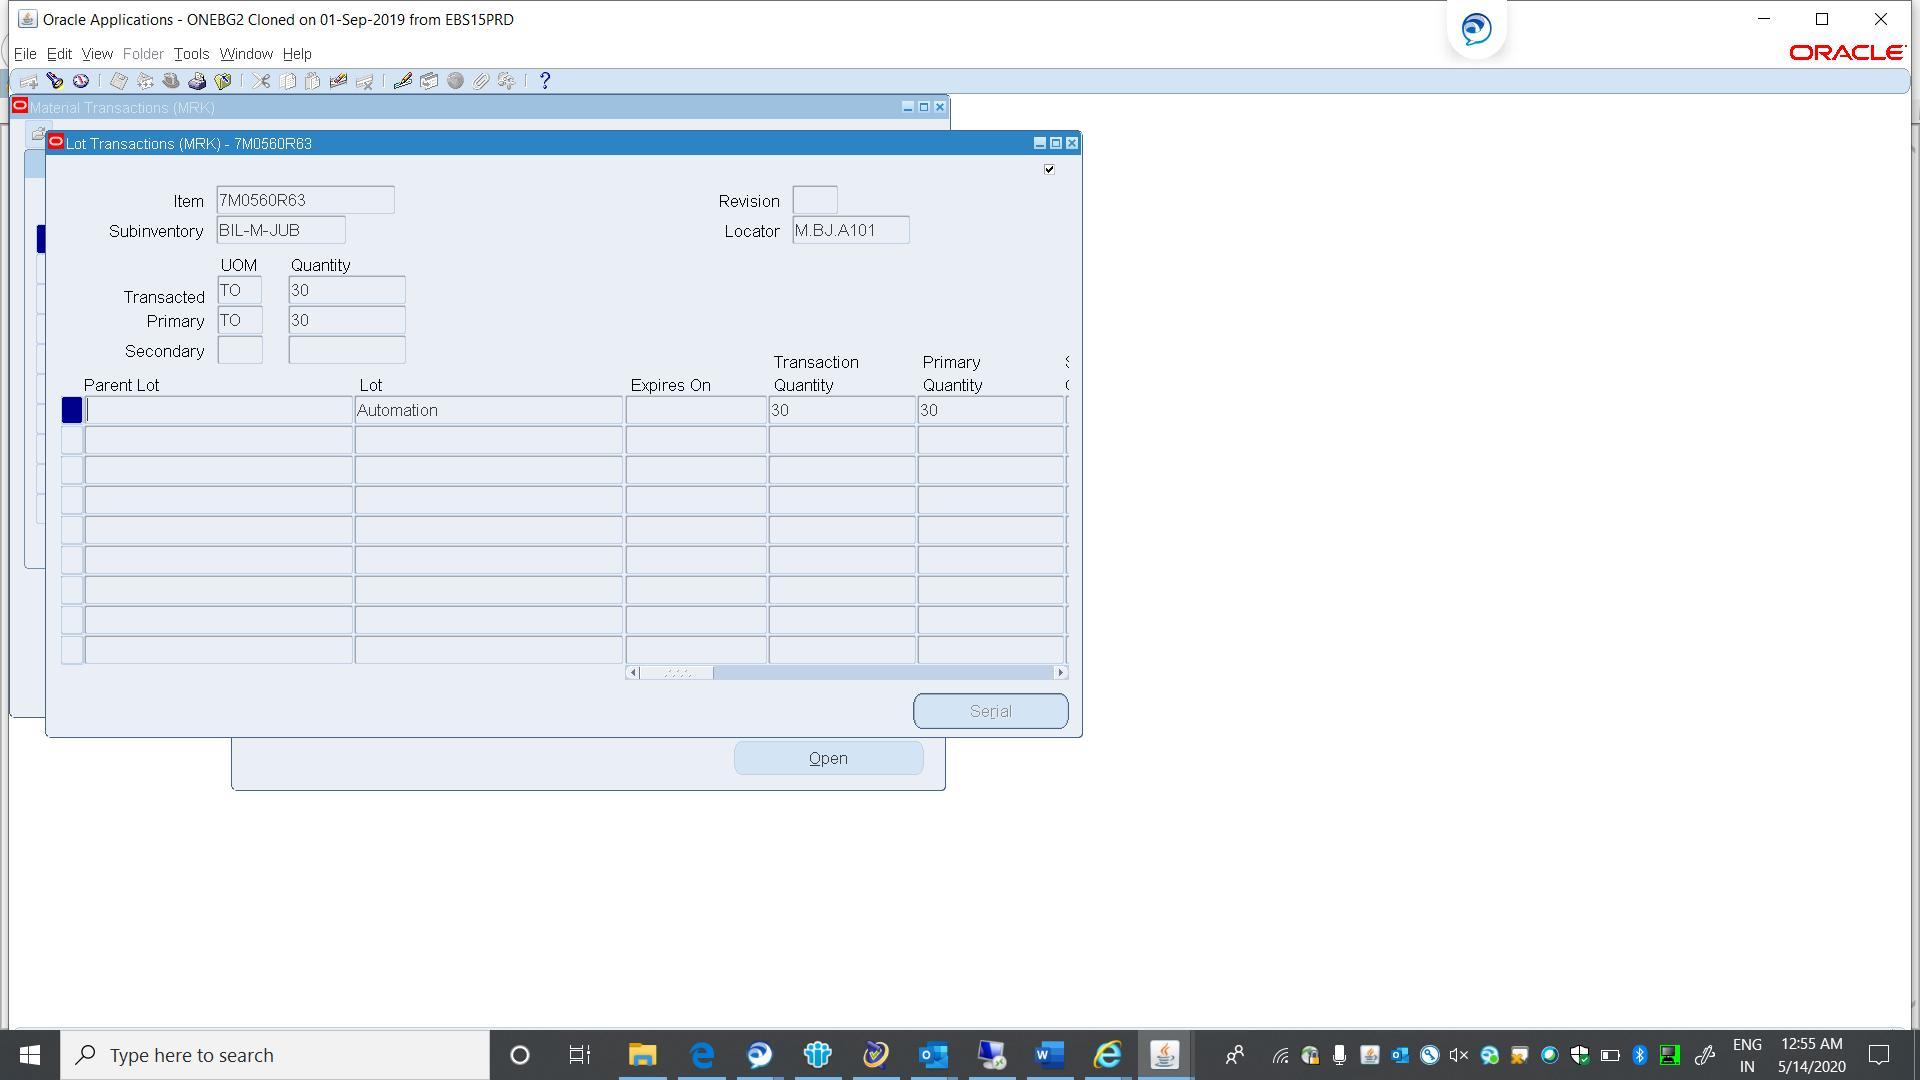 Oracle Applications - ONEBG2 Cloned on 01-Sep-2019 from EBS15PRD
File Edit View Folder Tools Window Help
ORACLE
Material Transactions (MRK)
Lot Transactions (MRK) - 7M0560R63
Item 7M0560R63 Revision
Subinventory BIL-M-JUB Locator M.BJ.A101
UOM Quantity
Transacted TO 30
Primary TO 30
Secondary
Transaction Primary
Parent Lot Lot Expires On Quantity Quantity
Automation 30 30
Serial
Open
Type here to search
ENG 12:55 AM
IN 5/14/2020